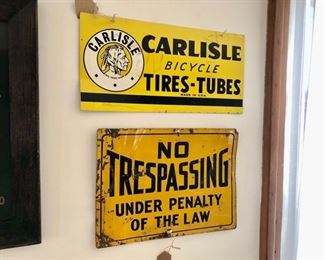 CARLISLE
CARLISLE
BICYCLE
TIRES-TUBES
MADE IN U.S.A.
NO
TRESPASSING
UNDER PENALTY
OF THE LAW